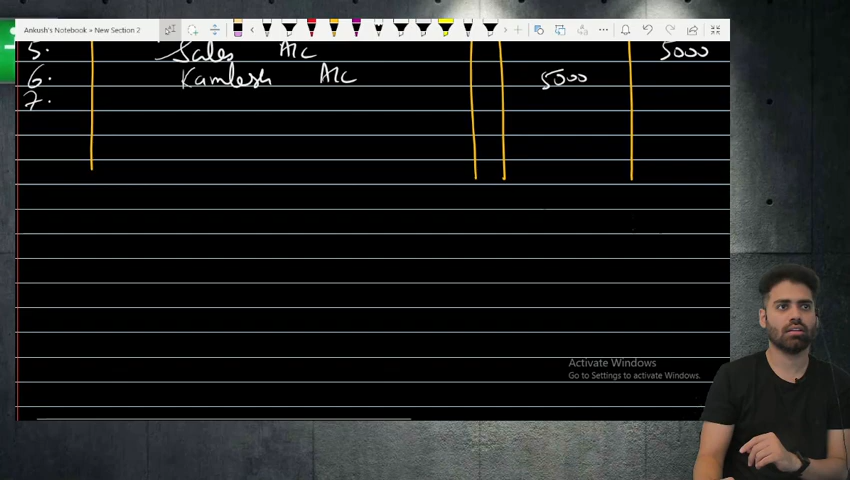 Ankush's Notebook » New Section 2
5. Sales A/C 5000
6. Kamlesh A/C 5000
7.
Activate Windows
Go to Settings to activate Windows.